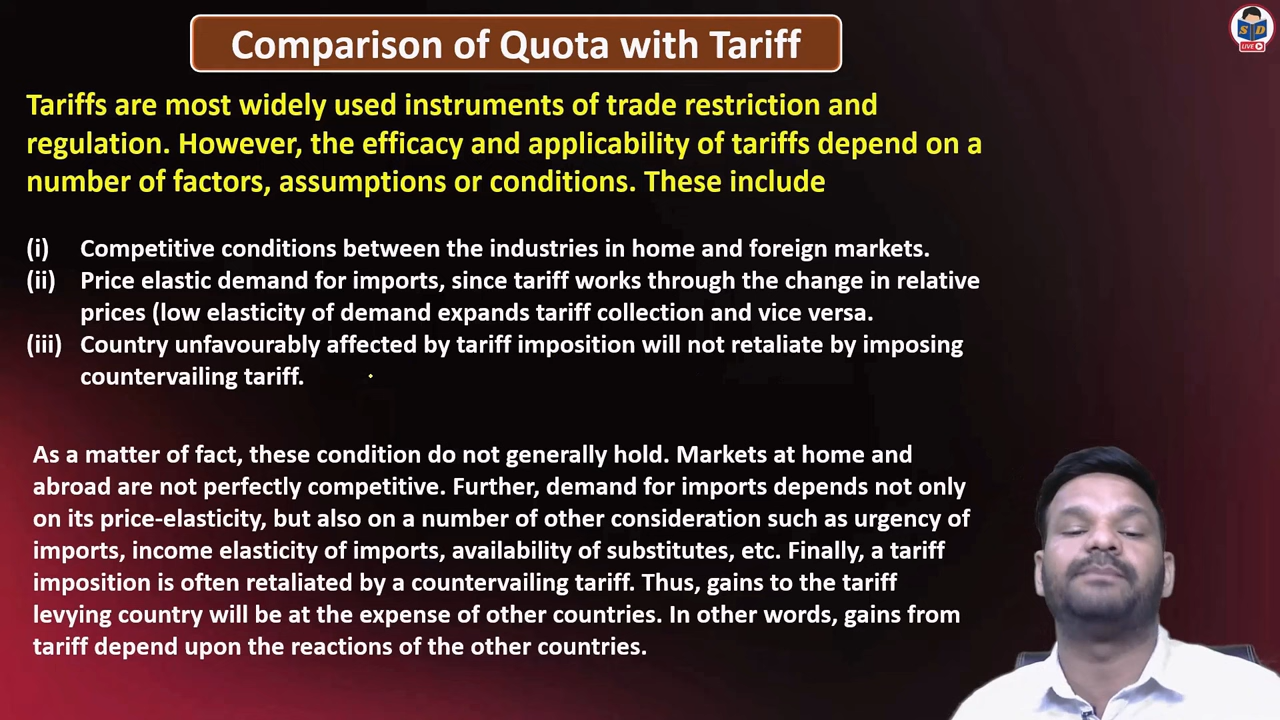 Comparison of Quota with Tariff
S D
LIVE
Tariffs are most widely used instruments of trade restriction and
regulation. However, the efficacy and applicability of tariffs depend on a
number of factors, assumptions or conditions. These include
(i) Competitive conditions between the industries in home and foreign markets.
(ii) Price elastic demand for imports, since tariff works through the change in relative
prices (low elasticity of demand expands tariff collection and vice versa.
(iii) Country unfavourably affected by tariff imposition will not retaliate by imposing
countervailing tariff.
As a matter of fact, these condition do not generally hold. Markets at home and
abroad are not perfectly competitive. Further, demand for imports depends not only
on its price-elasticity, but also on a number of other consideration such as urgency of
imports, income elasticity of imports, availability of substitutes, etc. Finally, a tariff
imposition is often retaliated by a countervailing tariff. Thus, gains to the tariff
levying country will be at the expense of other countries. In other words, gains from
tariff depend upon the reactions of the other countries.